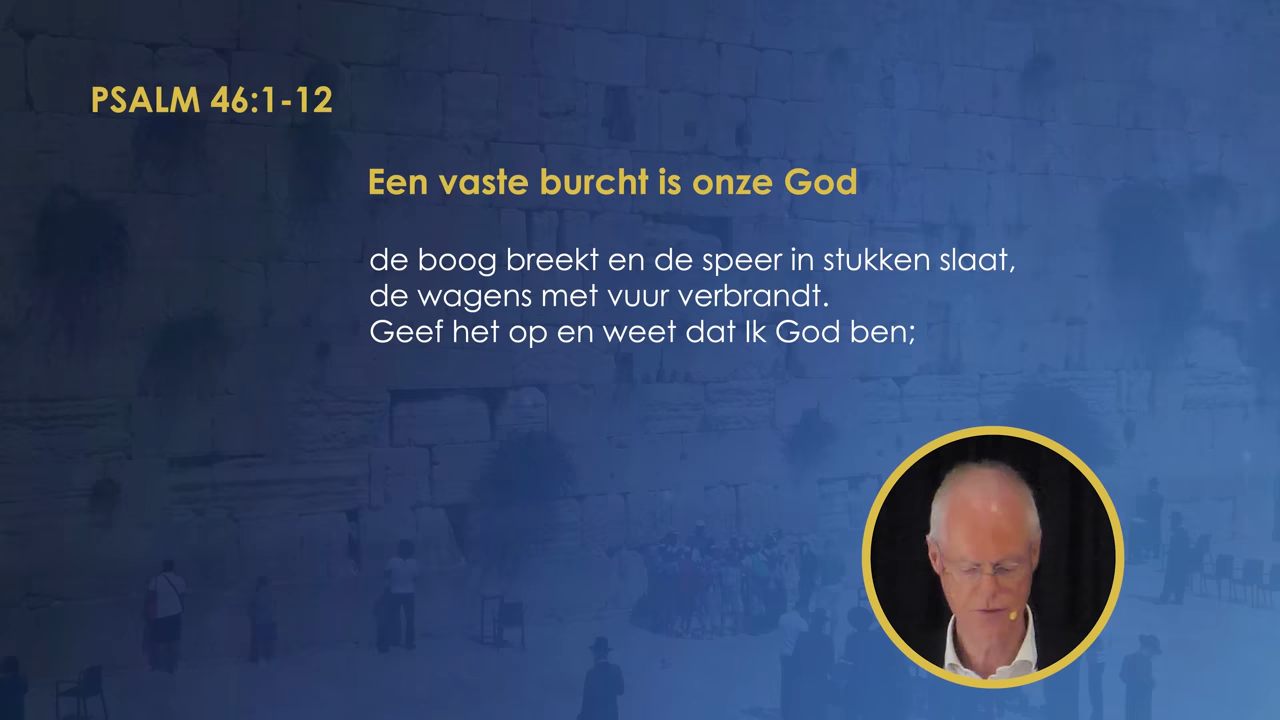 PSALM 46:1-12
Een vaste burcht is onze God
de boog breekt en de speer in stukken slaat,
de wagens met vuur verbrandt.
Geef het op en weet dat Ik God ben;